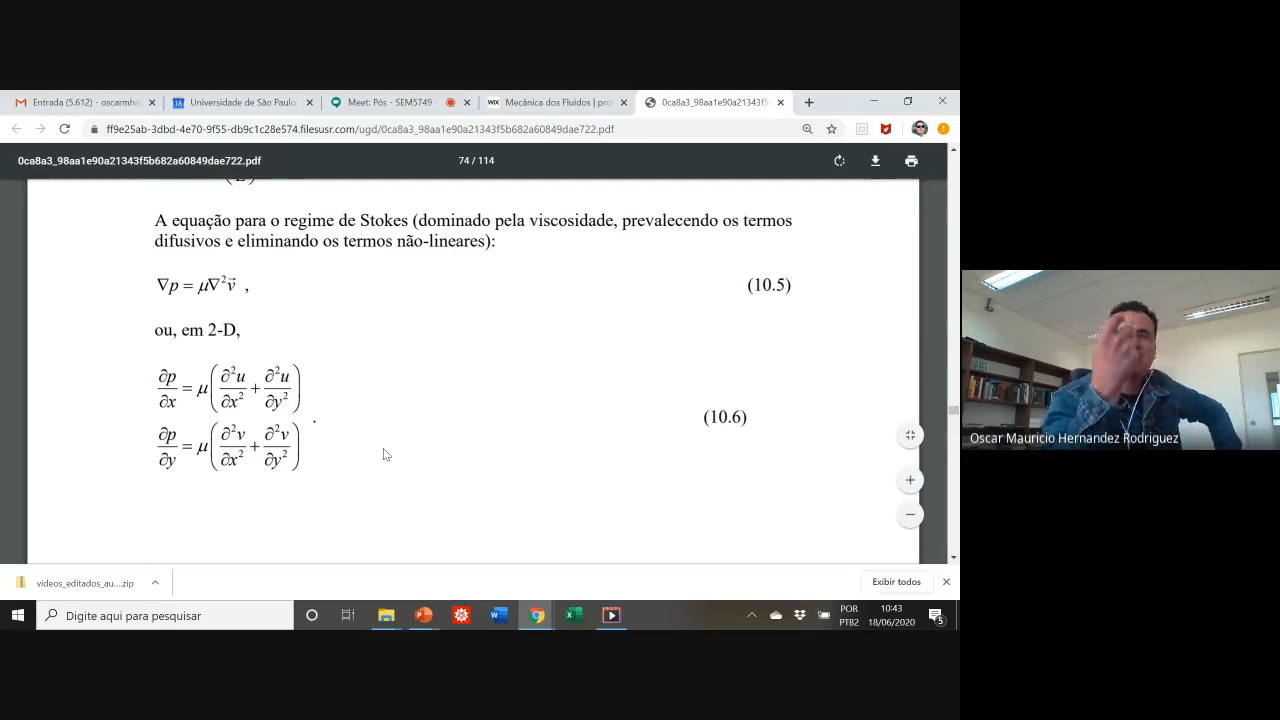 Entrada (5.612) - oscarmhr
Universidade de São Paulo:
Meet: Pós - SEM5749 -
WIX Mecânica dos Fluidos | pro
0ca8a3_98aa1e90a21343f5
ff9e25ab-3dbd-4e70-9f65-db69c1c28e574.filesusr.com/ugd/0ca8a3_98aa1e90a21343f5b682a60849dae722.pdf
0ca8a3_98aa1e90a21343f5b682a60849dae722.pdf 74 / 114
A equação para o regime de Stokes (dominado pela viscosidade, prevalecendo os termos
difusivos e eliminando os termos não-lineares):
∇p = μ∇²v⃗ , (10.5)
ou, em 2-D,
∂p/∂x = μ(∂²u/∂x² + ∂²u/∂y²)
. (10.6)
∂p/∂y = μ(∂²v/∂x² + ∂²v/∂y²)
Oscar Mauricio Hernandez Rodriguez
videos_editados_au....zip
Exibir todos
Digite aqui para pesquisar
POR 10:43
PTB2 18/06/2020
5